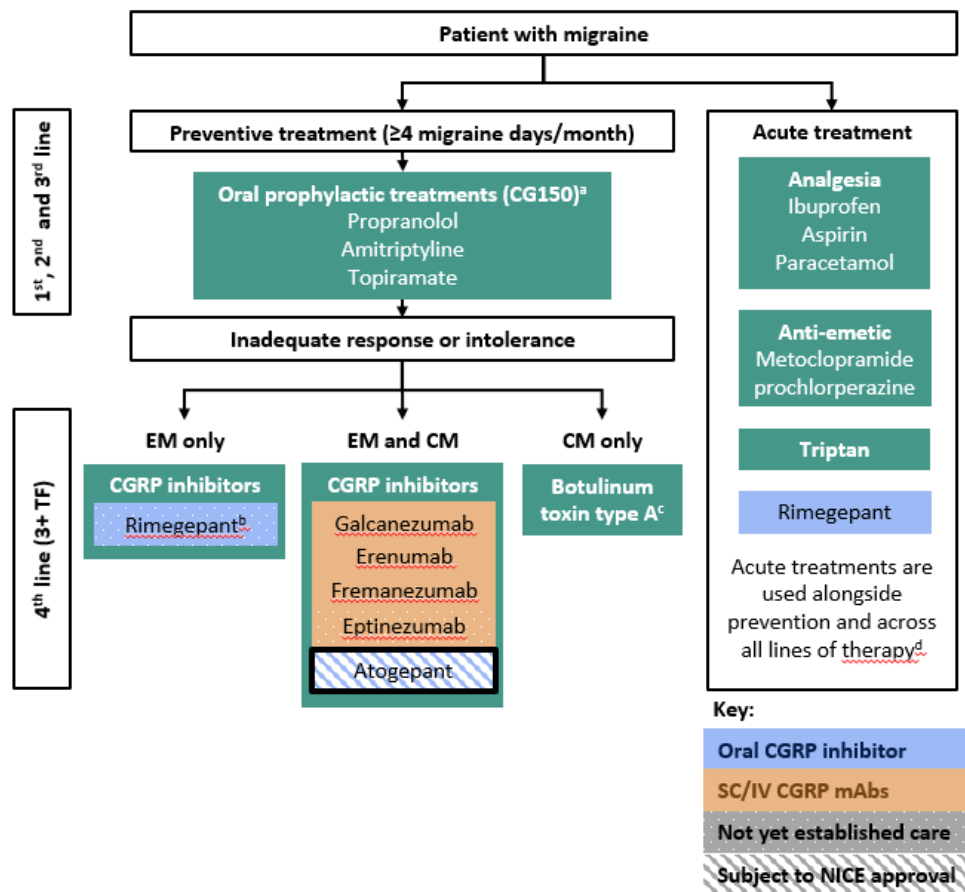 Patient with migraine
1st, 2nd and 3rd line
Preventive treatment (≥4 migraine days/month)
Oral prophylactic treatments (CG150)a
Propranolol
Amitriptyline
Topiramate
Inadequate response or intolerance
4th line (3+ TF)
EM only
CGRP inhibitors
Rimegepantb
EM and CM
CGRP inhibitors
Galcanezumab
Erenumab
Fremanezumab
Eptinezumab
Atogepant
CM only
Botulinum
toxin type Ac
Acute treatment
Analgesia
Ibuprofen
Aspirin
Paracetamol
Anti-emetic
Metoclopramide
prochlorperazine
Triptan
Rimegepant
Acute treatments are
used alongside
prevention and across
all lines of therapyd
Key:
Oral CGRP inhibitor
SC/IV CGRP mAbs
Not yet established care
Subject to NICE approval